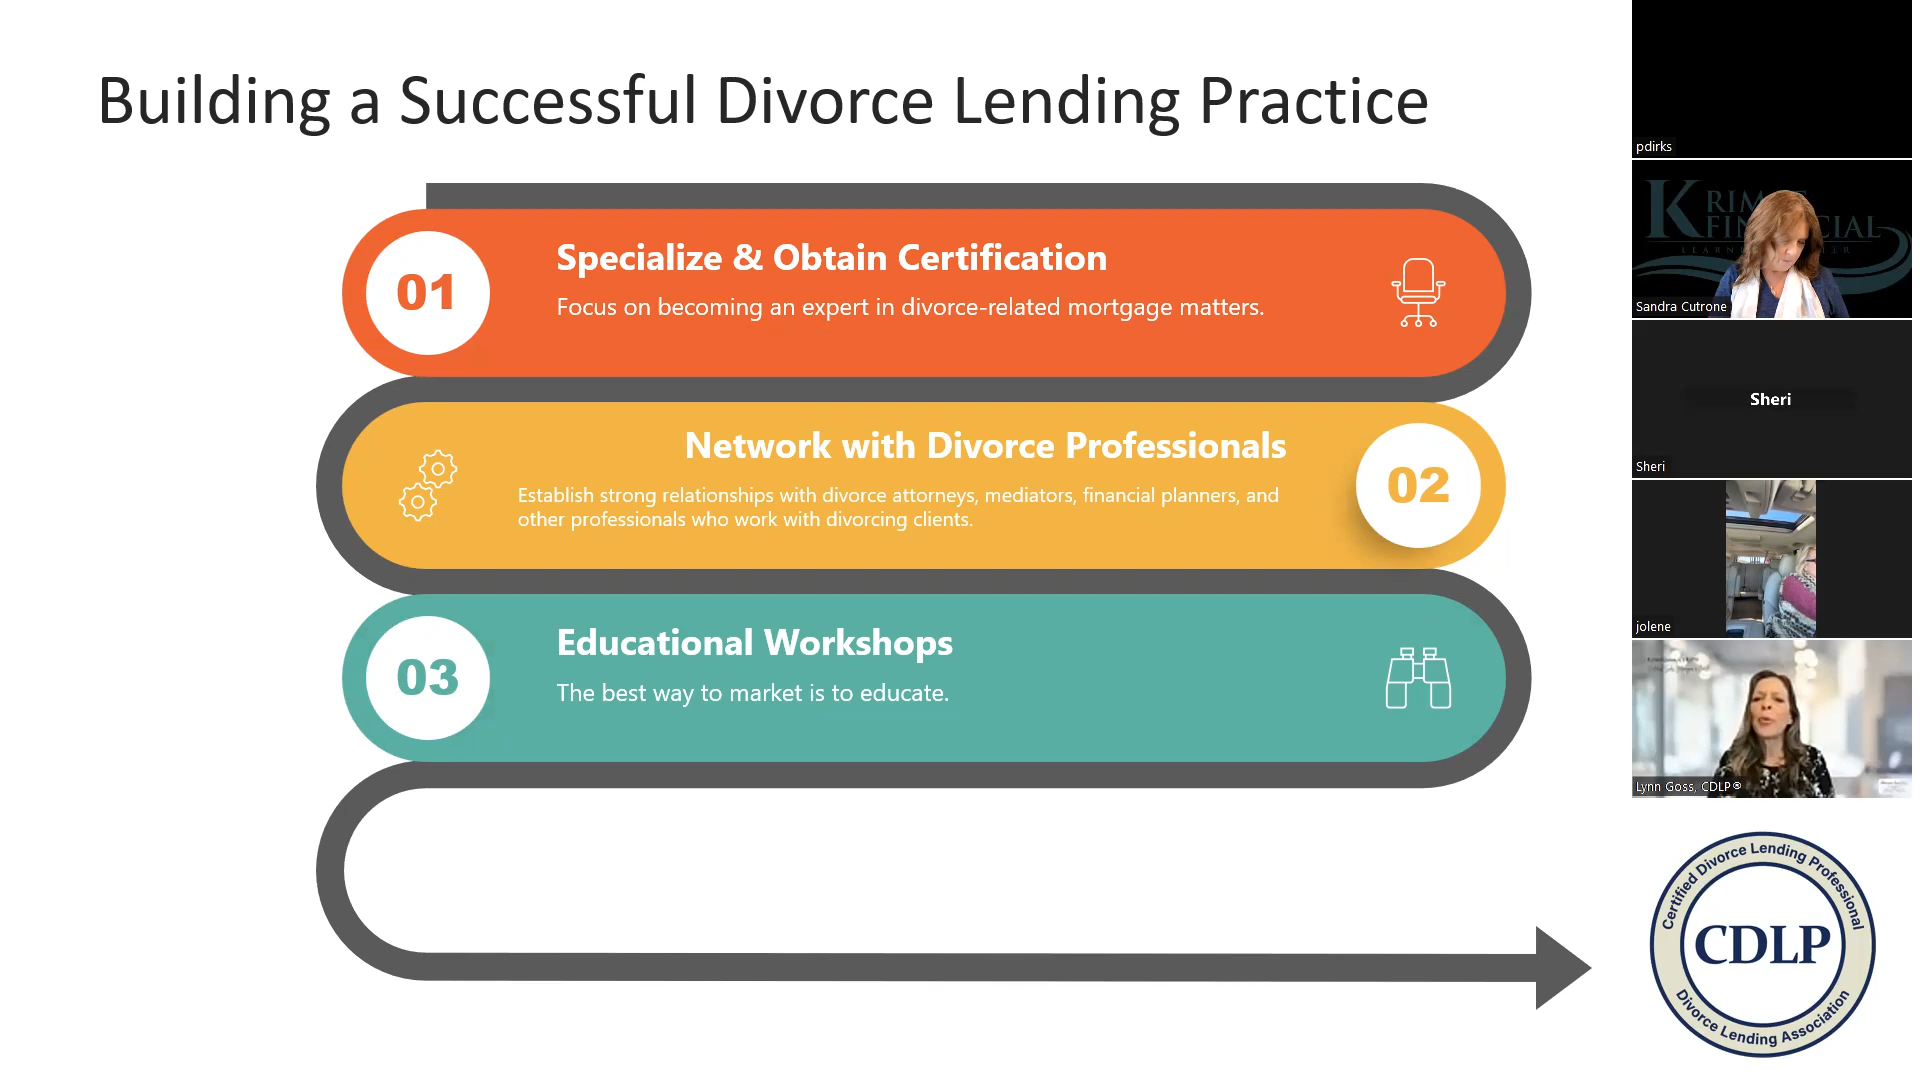 Building a Successful Divorce Lending Practice
01
Specialize & Obtain Certification
Focus on becoming an expert in divorce-related mortgage matters.
Network with Divorce Professionals
Establish strong relationships with divorce attorneys, mediators, financial planners, and
other professionals who work with divorcing clients.
02
03
Educational Workshops
The best way to market is to educate.
pdirks
Sandra Cutrone
Sheri
Sheri
jolene
Lynn Goss, CDLP®
Certified Divorce Lending Professional
CDLP
Divorce Lending Association